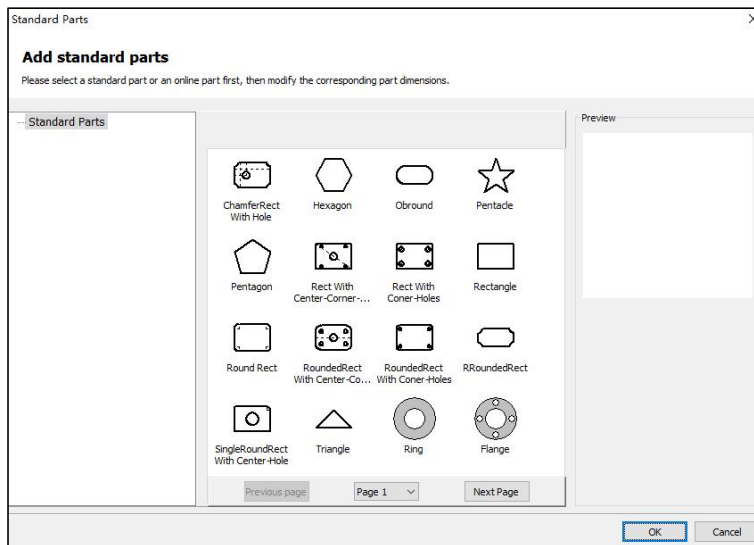 Standard Parts
Add standard parts
Please select a standard part or an online part first, then modify the corresponding part dimensions.
Standard Parts
Preview
ChamferRect
With Hole
Hexagon
Obround
Pentacle
Pentagon
Rect With
Center-Corner-...
Rect With
Coner-Holes
Rectangle
Round Rect
RoundedRect
With Center-Co...
RoundedRect
With Coner-Holes
RRoundedRect
SingleRoundRect
With Center-Hole
Triangle
Ring
Flange
Previous page
Page 1
Next Page
OK
Cancel